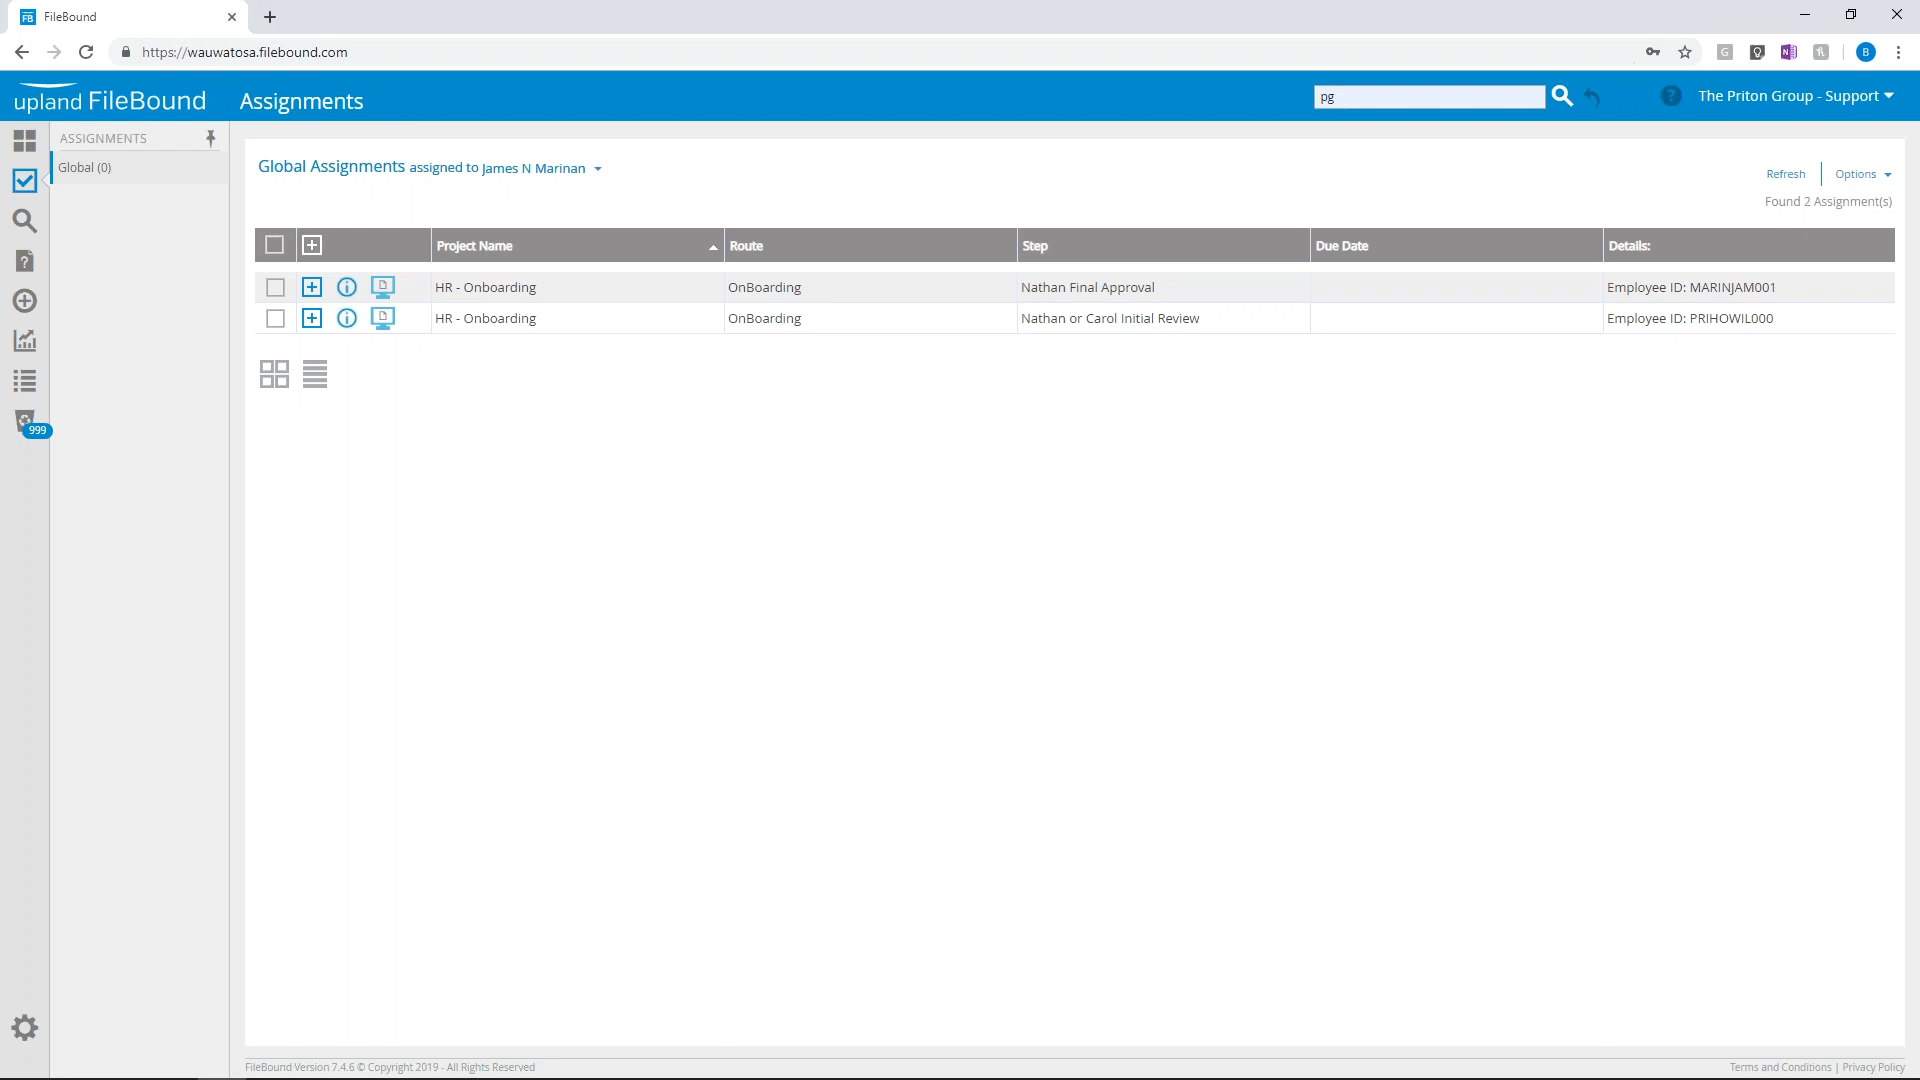 FB FileBound
https://wauwatosa.filebound.com
G
N
B
upland FileBound
Assignments
pg
?
The Priton Group - Support
ASSIGNMENTS
Global (0)
Global Assignments assigned to James N Marinan
Refresh
Options
Found 2 Assignment(s)
Project Name Route Step Due Date Details:
HR - Onboarding OnBoarding Nathan Final Approval Employee ID: MARINJAM001
HR - Onboarding OnBoarding Nathan or Carol Initial Review Employee ID: PRIHOWIL000
?
999
FileBound Version 7.4.6 © Copyright 2019 - All Rights Reserved
Terms and Conditions | Privacy Policy